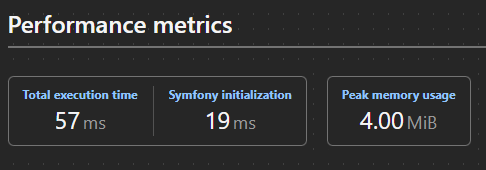 Performance metrics
Total execution time
57 ms
Symfony initialization
19 ms
Peak memory usage
4.00 MiB